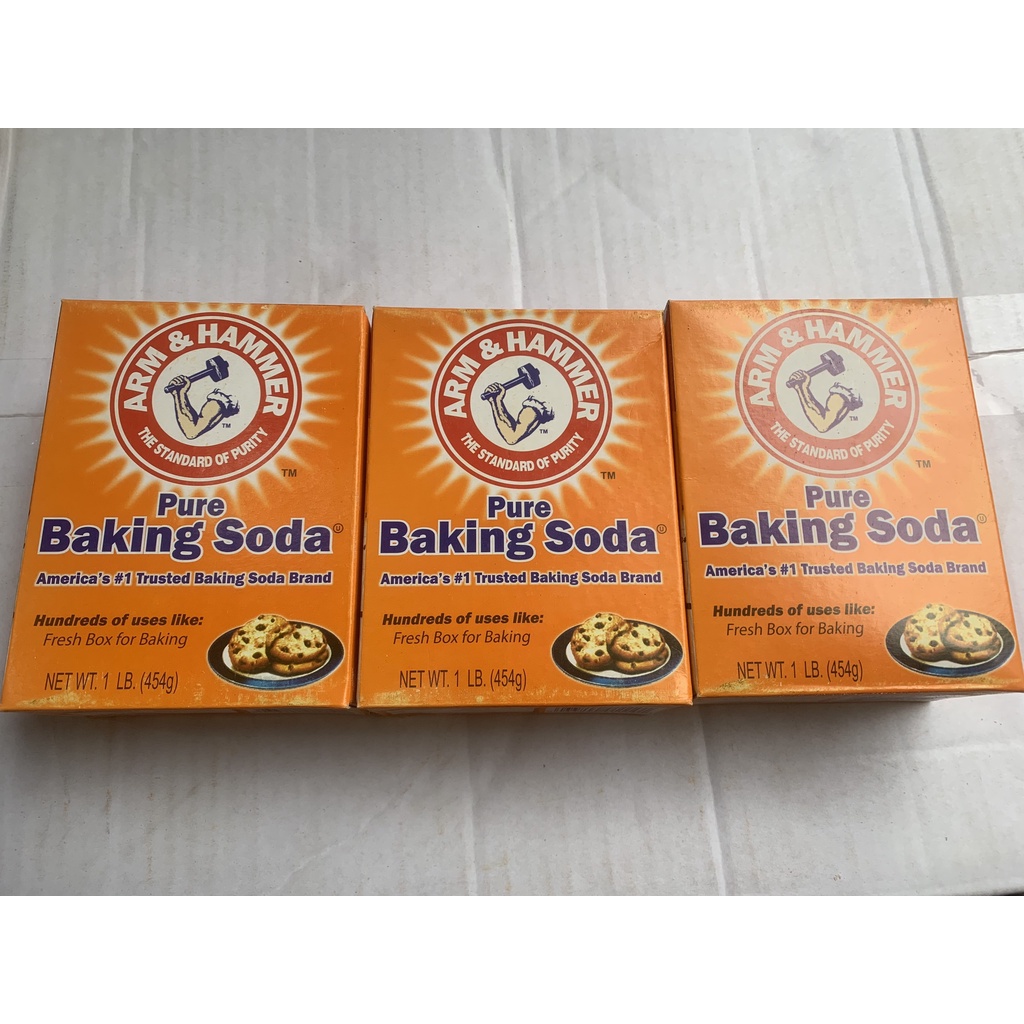 ARM & HAMMER
THE STANDARD OF PURITY
TM
TM
Pure
Baking Soda U
America's #1 Trusted Baking Soda Brand
Hundreds of uses like:
Fresh Box for Baking
NET WT. 1 LB. (454g)
ARM & HAMMER
THE STANDARD OF PURITY
TM
TM
Pure
Baking Soda U
America's #1 Trusted Baking Soda Brand
Hundreds of uses like:
Fresh Box for Baking
NET WT. 1 LB. (454g)
ARM & HAMMER
THE STANDARD OF PURITY
TM
TM
Pure
Baking Soda U
America's #1 Trusted Baking Soda Brand
Hundreds of uses like:
Fresh Box for Baking
NET WT. 1 LB. (454g)